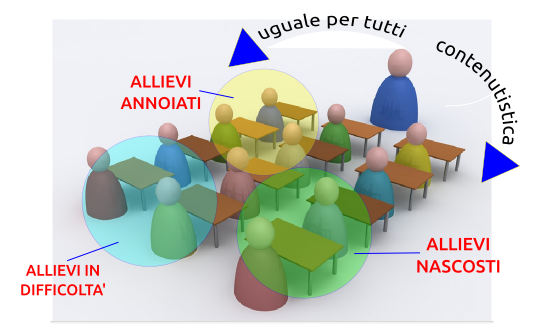 uguale per tutti
contenutistica
ALLIEVI
ANNOIATI
ALLIEVI IN
DIFFICOLTA'
ALLIEVI
NASCOSTI